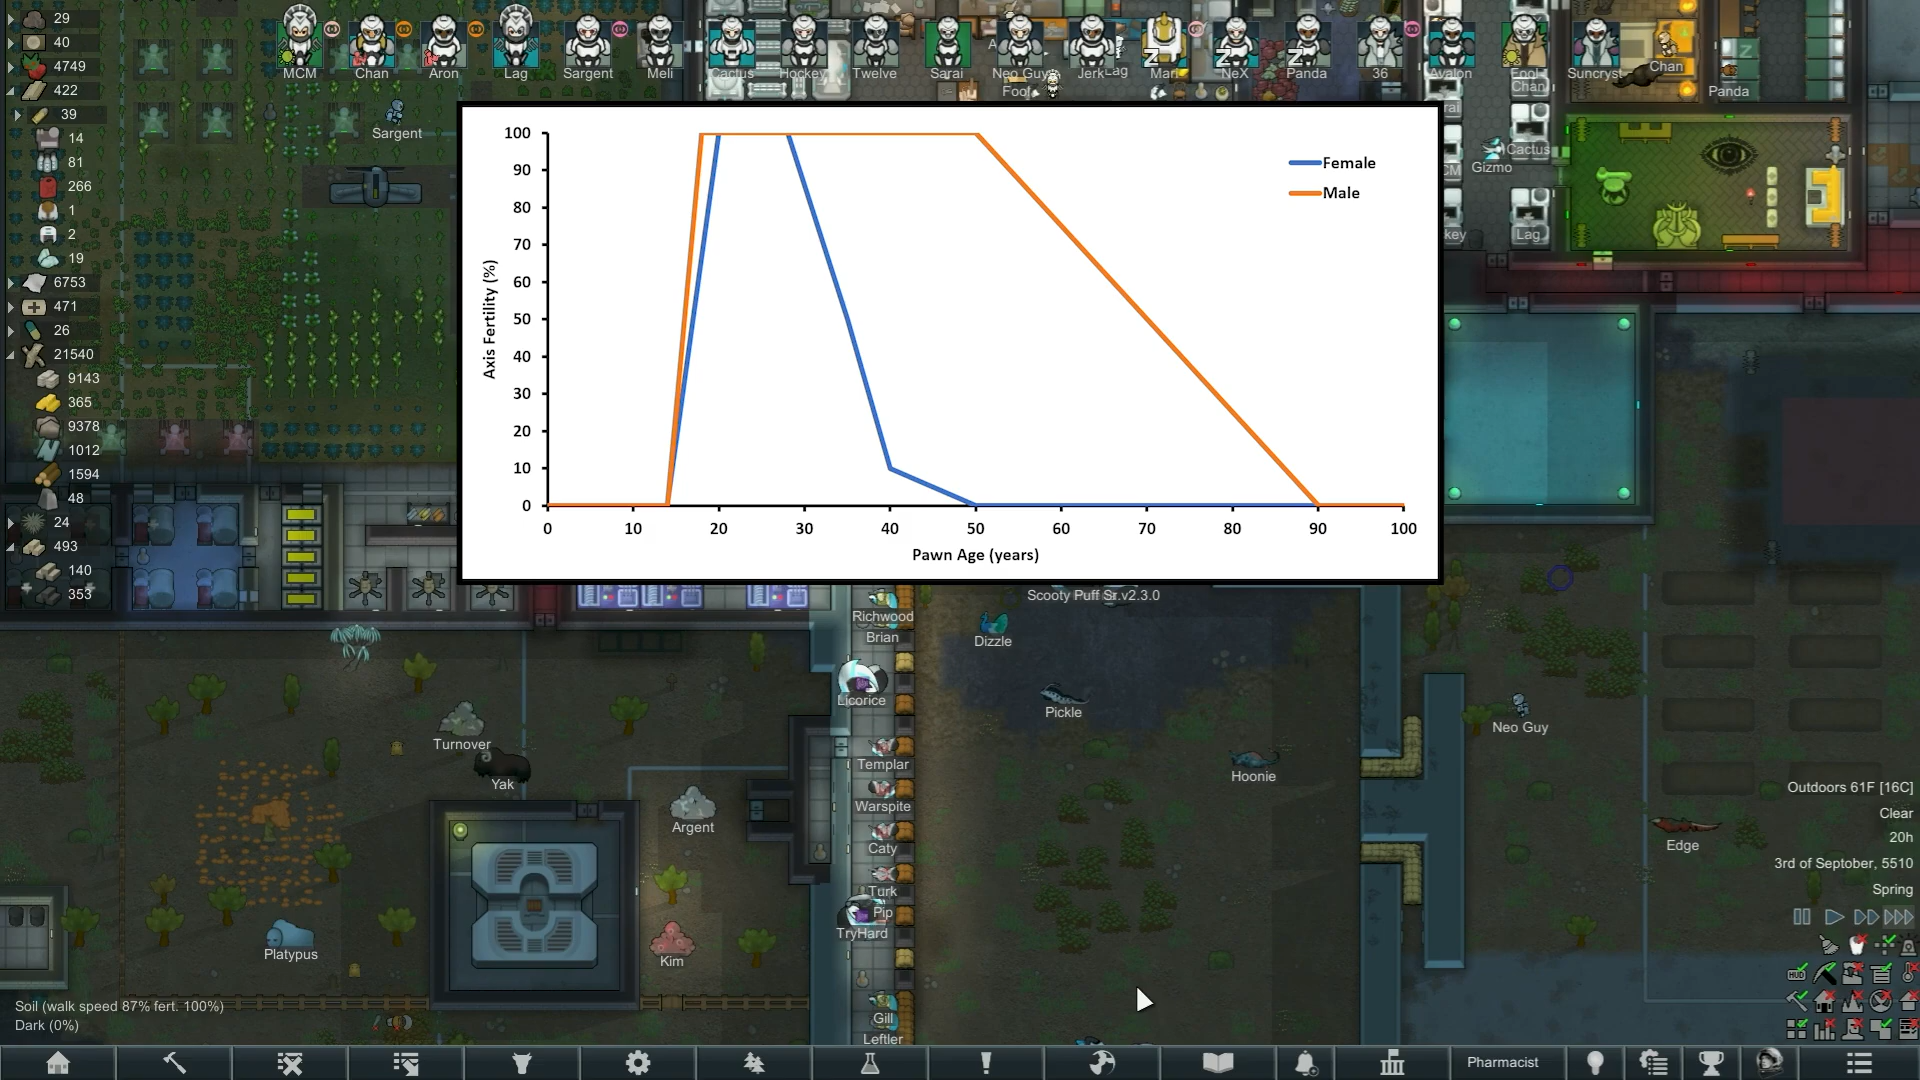 29
40
4749
422
39
14
81
266
1
2
19
6753
471
26
21540
9143
365
9378
1012
1594
48
24
493
140
353
MCM
Chan
Aron
Lag
Sargent
Meli
Cactus
Hockey
Twelve
Sarai
Neo Guy
Jerk
Lag
Mari
NeX
Panda
36
Avalon
Fool
Suncryst
Chan
Foof
Chan
Panda
Sargent
Cactus
Gizmo
Lag
100
90
80
70
60
50
40
30
20
10
0
Axis Fertility (%)
Female
Male
0 10 20 30 40 50 60 70 80 90 100
Pawn Age (years)
Scooty Puff Sr.v2.3.0
Richwood
Brian
Dizzle
Licorice
Pickle
Turnover
Neo Guy
Yak
Templar
Hoonie
Warspite
Argent
Caty
Edge
Turk
Pip
TryHard
Platypus
Kim
Gill
Leftler
Outdoors 61F [16C]
Clear
20h
3rd of Septober, 5510
Spring
Soil (walk speed 87% fert. 100%)
Dark (0%)
Pharmacist